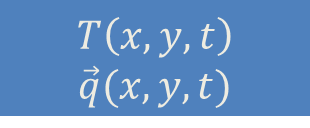 T(x, y, t)
q⃗(x, y, t)